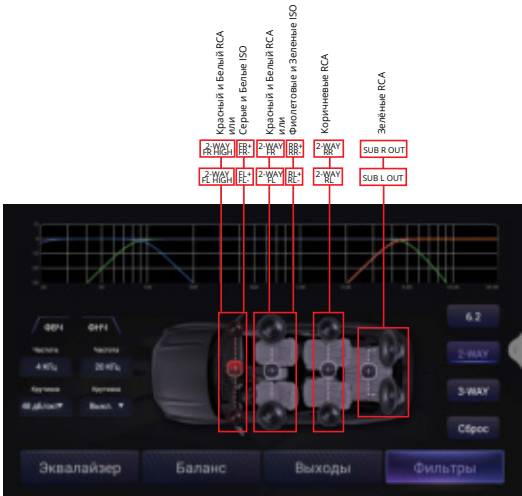 Красный и Белый RCA
или
Серые и Белые ISO
Красный и Белый RCA
или
Фиолетовые и Зеленые ISO
Коричневые RCA
Зелёные RCA
2-WAY
FR HIGH
FR+
FR-
2-WAY
FR
RR+
RR-
2-WAY
RR
SUB R OUT
2-WAY
FL HIGH
FL+
FL-
2-WAY
FL
RL+
RL-
2-WAY
RL
SUB L OUT
ФВЧ
ФНЧ
Частота
Частота
4 КГЦ
20 КГЦ
Крутизна
Крутизна
48 дБ/окт
Выкл.
6.2
2-WAY
3-WAY
Сброс
Эквалайзер
Баланс
Выходы
Фильтры